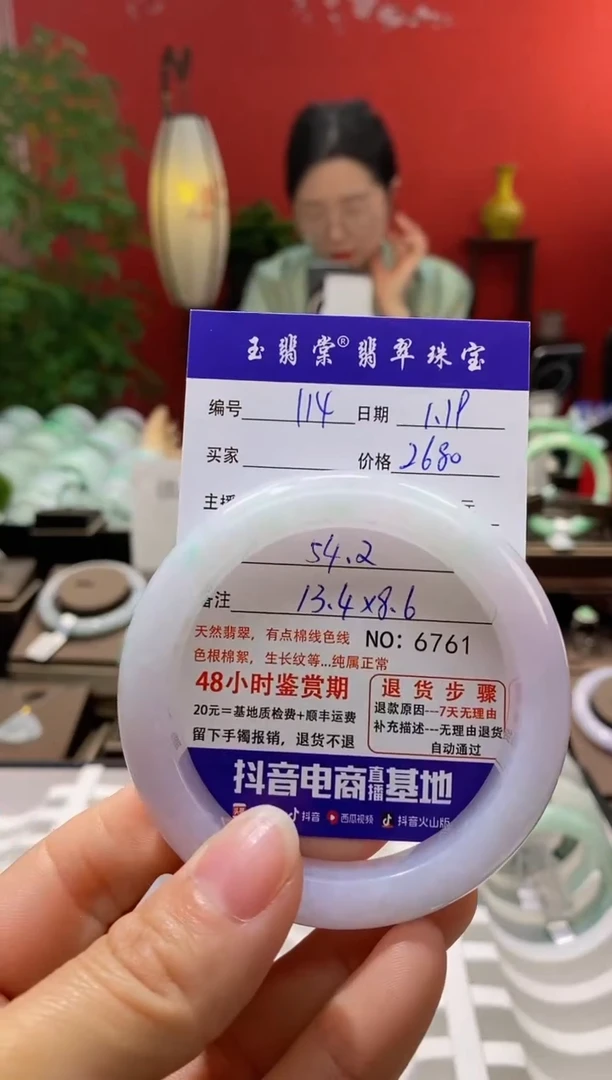 玉翡棠®翡翠珠宝
编号 114 日期 1.19
买家 价格 2680
主播 元
54.2
备注 13.4x8.6
天然翡翠，有点棉线色线 NO: 6761
色根棉絮，生长纹等...纯属正常
48小时鉴赏期
20元＝基地质检费+顺丰运费
留下手镯报销，退货不退
退货步骤
退款原因---7天无理由
补充描述---无理由退货
自动通过
抖音电商直播基地
抖音 西瓜视频 抖音火山版